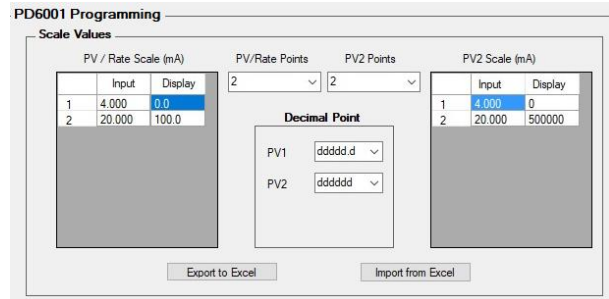 PD6001 Programming
Scale Values
PV / Rate Scale (mA) PV/Rate Points PV2 Points PV2 Scale (mA)
Input Display 2 2 Input Display
1 4.000 0.0 1 4.000 0
2 20.000 100.0 Decimal Point 2 20.000 500000
PV1 ddddd.d
PV2 dddddd
Export to Excel Import from Excel